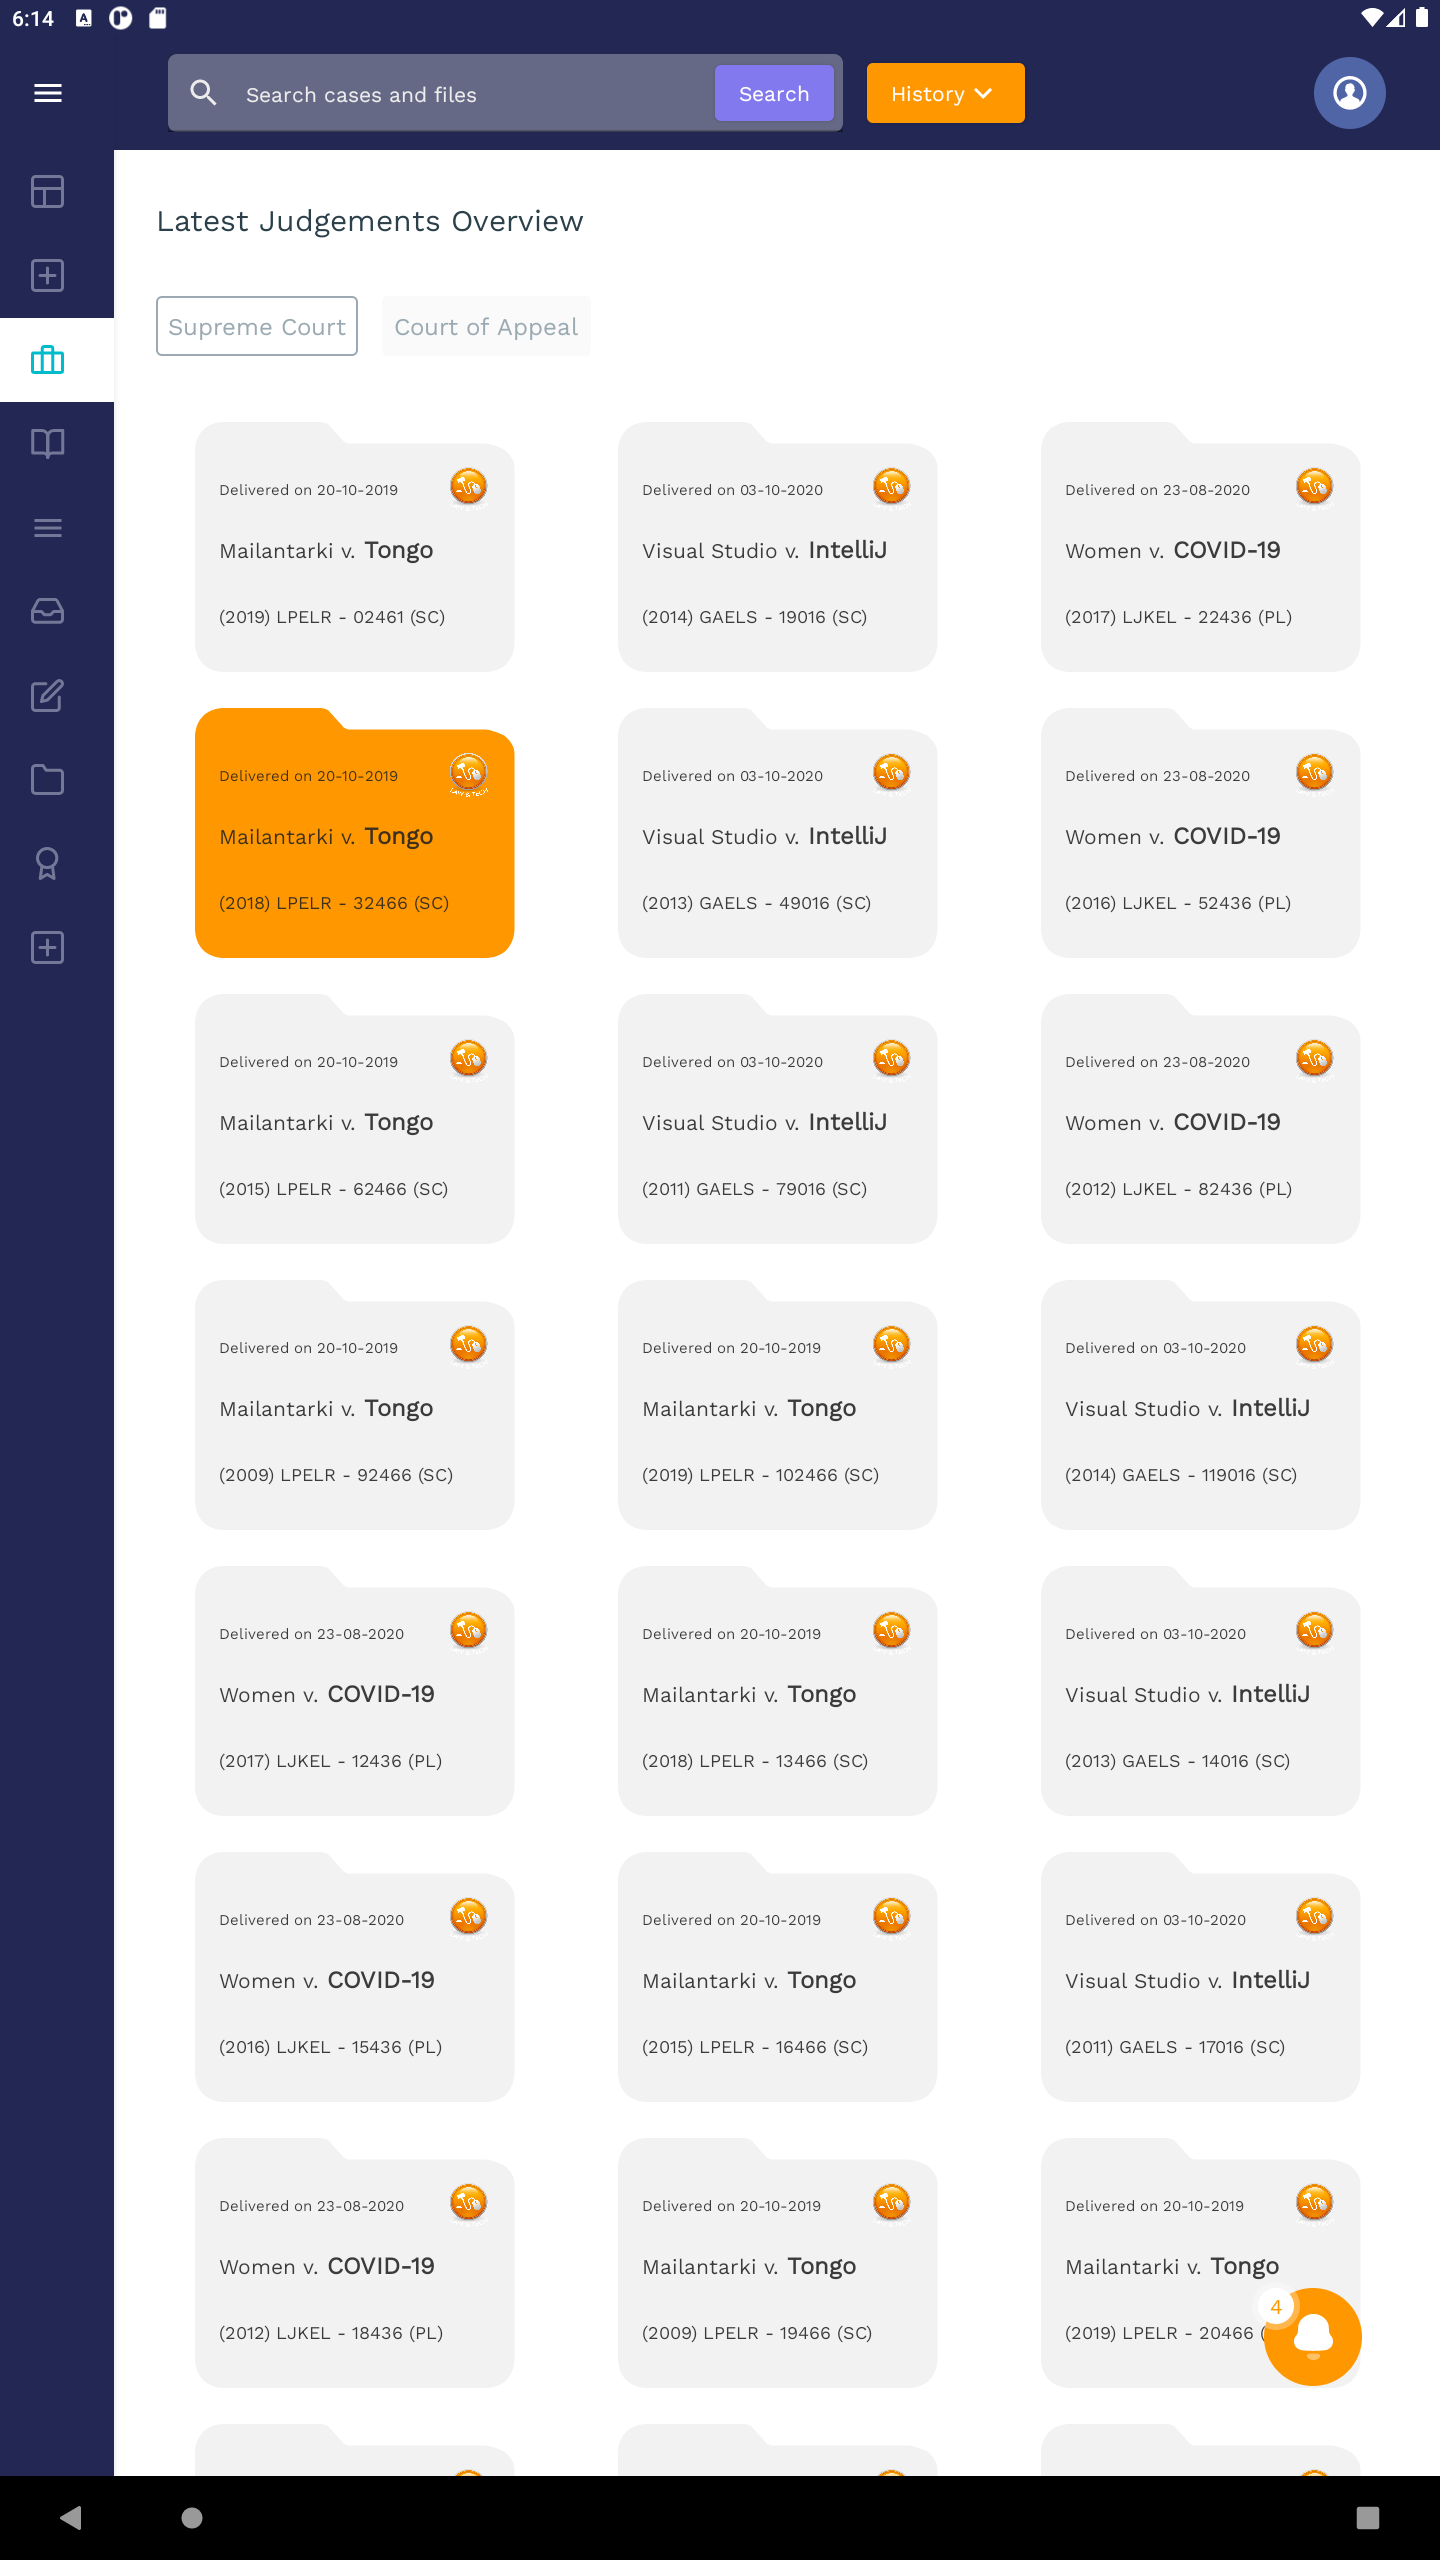 6:14
Search cases and files
Search
History
Latest Judgements Overview
Supreme Court
Court of Appeal
Delivered on 20-10-2019
Mailantarki v. Tongo
(2019) LPELR - 02461 (SC)
Delivered on 03-10-2020
Visual Studio v. IntelliJ
(2014) GAELS - 19016 (SC)
Delivered on 23-08-2020
Women v. COVID-19
(2017) LJKEL - 22436 (PL)
Delivered on 20-10-2019
LAW & TECH
Mailantarki v. Tongo
(2018) LPELR - 32466 (SC)
Delivered on 03-10-2020
Visual Studio v. IntelliJ
(2013) GAELS - 49016 (SC)
Delivered on 23-08-2020
Women v. COVID-19
(2016) LJKEL - 52436 (PL)
Delivered on 20-10-2019
Mailantarki v. Tongo
(2015) LPELR - 62466 (SC)
Delivered on 03-10-2020
Visual Studio v. IntelliJ
(2011) GAELS - 79016 (SC)
Delivered on 23-08-2020
Women v. COVID-19
(2012) LJKEL - 82436 (PL)
Delivered on 20-10-2019
Mailantarki v. Tongo
(2009) LPELR - 92466 (SC)
Delivered on 20-10-2019
Mailantarki v. Tongo
(2019) LPELR - 102466 (SC)
Delivered on 03-10-2020
Visual Studio v. IntelliJ
(2014) GAELS - 119016 (SC)
Delivered on 23-08-2020
Women v. COVID-19
(2017) LJKEL - 12436 (PL)
Delivered on 20-10-2019
Mailantarki v. Tongo
(2018) LPELR - 13466 (SC)
Delivered on 03-10-2020
Visual Studio v. IntelliJ
(2013) GAELS - 14016 (SC)
Delivered on 23-08-2020
Women v. COVID-19
(2016) LJKEL - 15436 (PL)
Delivered on 20-10-2019
Mailantarki v. Tongo
(2015) LPELR - 16466 (SC)
Delivered on 03-10-2020
Visual Studio v. IntelliJ
(2011) GAELS - 17016 (SC)
Delivered on 23-08-2020
Women v. COVID-19
(2012) LJKEL - 18436 (PL)
Delivered on 20-10-2019
Mailantarki v. Tongo
(2009) LPELR - 19466 (SC)
Delivered on 20-10-2019
Mailantarki v. Tongo
(2019) LPELR - 20466 (
4